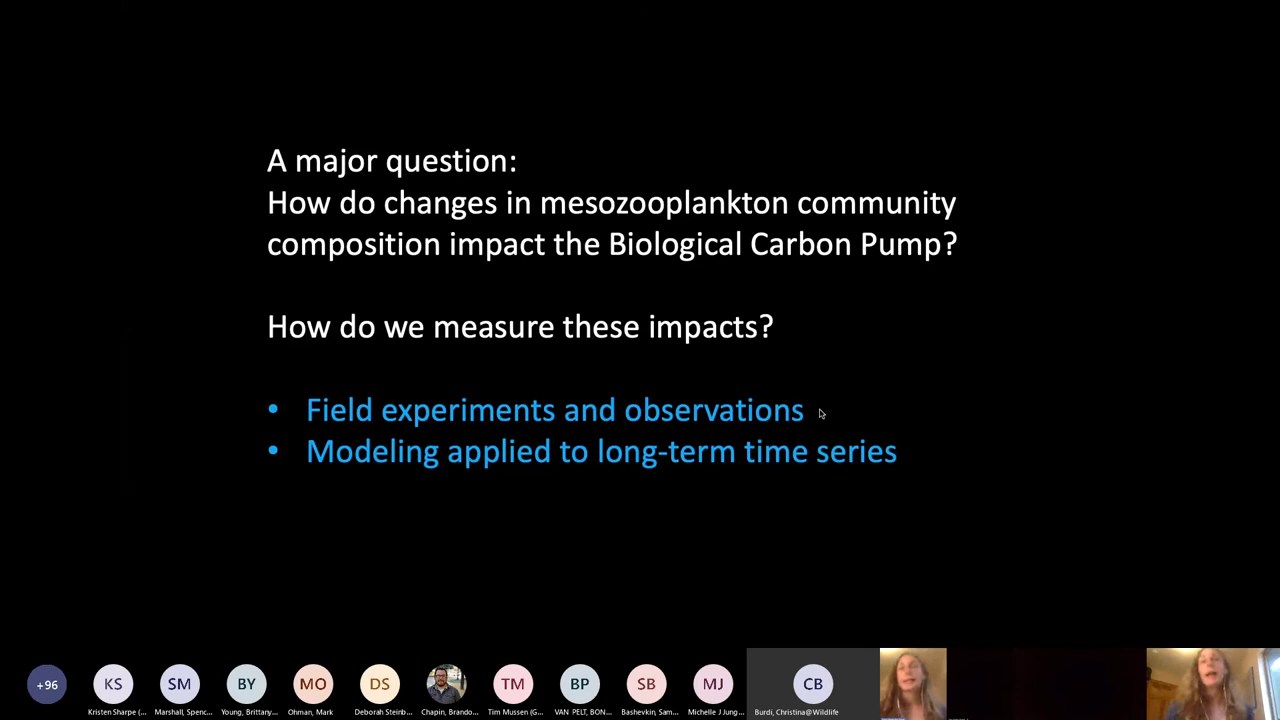 A major question:
How do changes in mesozooplankton community
composition impact the Biological Carbon Pump?
How do we measure these impacts?
• Field experiments and observations
• Modeling applied to long-term time series
+96
KS
SM
BY
MO
DS
TM
BP
SB
MJ
CB
Kristen Sharpe (...
Marshall, Spenc...
Young, Brittany...
Ohman, Mark
Deborah Steinb...
Chapin, Brando...
Tim Mussen (G...
VAN PELT, BON...
Bashevkin, Sam...
Michelle J Jung...
Burdi, Christina@Wildlife